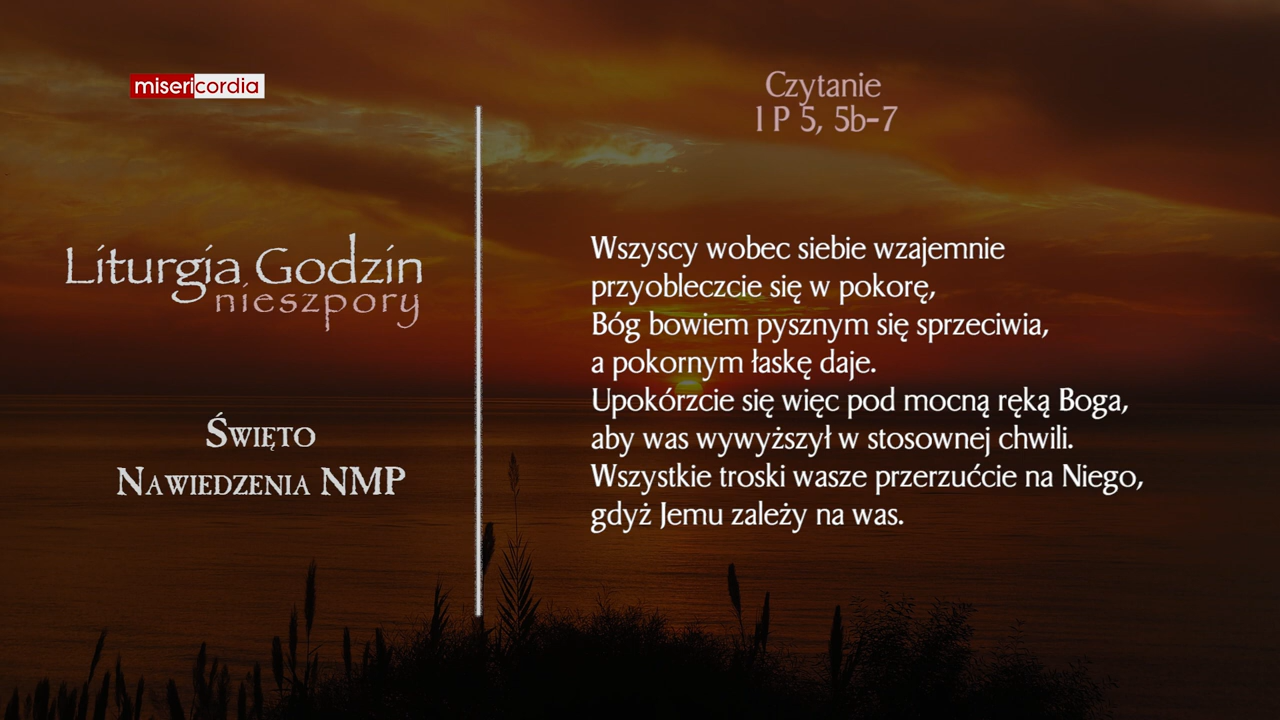 misericordia
Liturgia Godzin
nieszpory
Święto
Nawiedzenia NMP
Czytanie
1 P 5, 5b-7
Wszyscy wobec siebie wzajemnie
przyobleczcie się w pokorę,
Bóg bowiem pysznym się sprzeciwia,
a pokornym łaskę daje.
Upokórzcie się więc pod mocną ręką Boga,
aby was wywyższył w stosownej chwili.
Wszystkie troski wasze przerzućcie na Niego,
gdyż Jemu zależy na was.